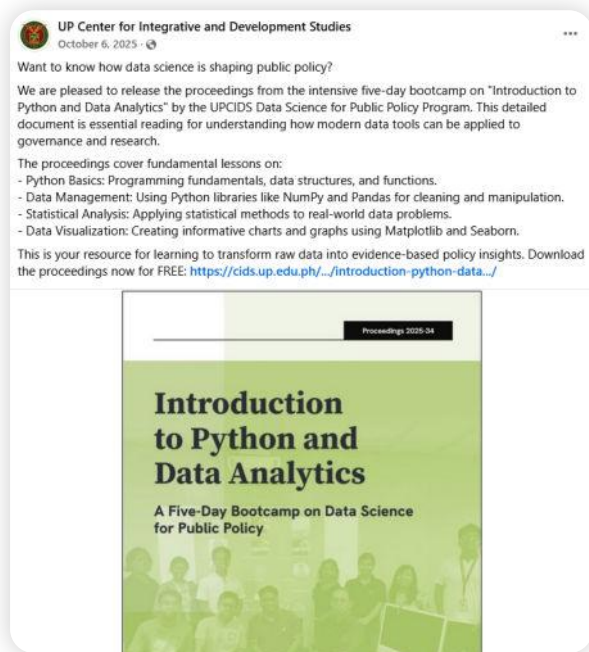 UP Center for Integrative and Development Studies
October 6, 2025 ·
Want to know how data science is shaping public policy?
We are pleased to release the proceedings from the intensive five-day bootcamp on "Introduction to
Python and Data Analytics" by the UPCIDS Data Science for Public Policy Program. This detailed
document is essential reading for understanding how modern data tools can be applied to
governance and research.
The proceedings cover fundamental lessons on:
- Python Basics: Programming fundamentals, data structures, and functions.
- Data Management: Using Python libraries like NumPy and Pandas for cleaning and manipulation.
- Statistical Analysis: Applying statistical methods to real-world data problems.
- Data Visualization: Creating informative charts and graphs using Matplotlib and Seaborn.
This is your resource for learning to transform raw data into evidence-based policy insights. Download
the proceedings now for FREE: https://cids.up.edu.ph/.../introduction-python-data.../
Proceedings 2025-34
Introduction
to Python and
Data Analytics
A Five-Day Bootcamp on Data Science
for Public Policy